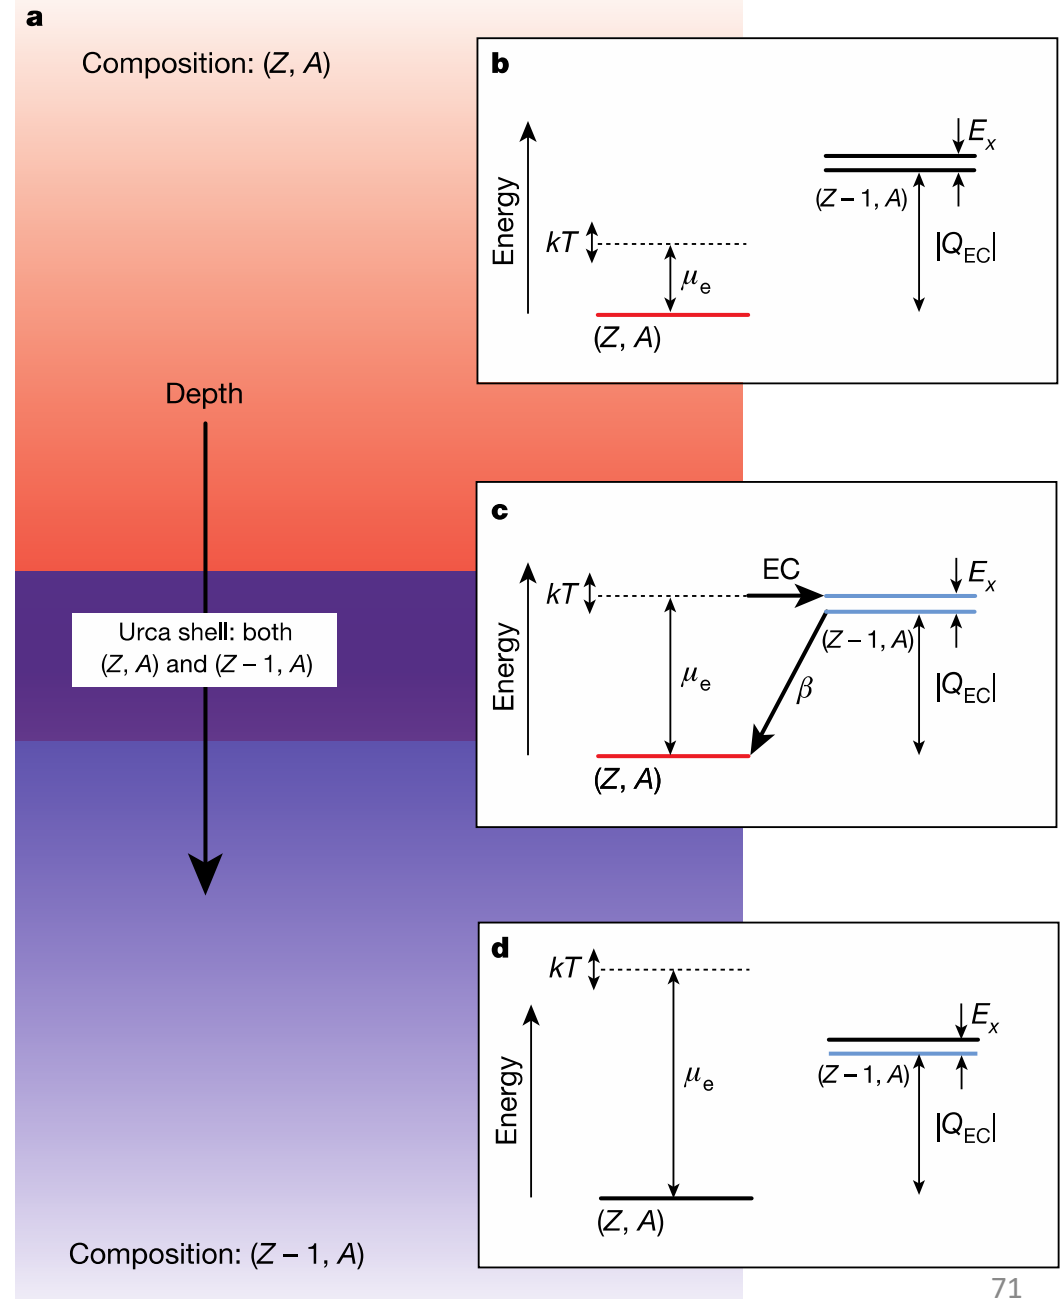 a
Composition: (Z, A)
Depth
Urca shell: both
(Z, A) and (Z − 1, A)
Composition: (Z − 1, A)
b
Energy
kT
μe
(Z, A)
Ex
(Z − 1, A)
|QEC|
c
Energy
kT
EC
μe
β
(Z, A)
Ex
(Z − 1, A)
|QEC|
d
Energy
kT
μe
(Z, A)
Ex
(Z − 1, A)
|QEC|
71